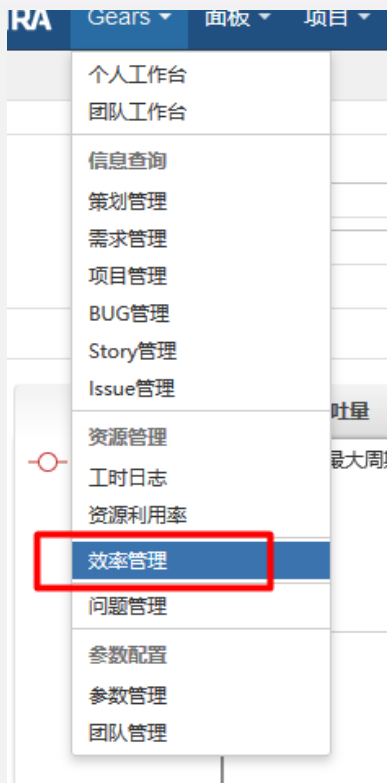 RA Gears 面板 项目
个人工作台
团队工作台
信息查询
策划管理
需求管理
项目管理
BUG管理
Story管理
Issue管理
吐量
资源管理
最大周期
工时日志
资源利用率
效率管理
问题管理
参数配置
参数管理
团队管理